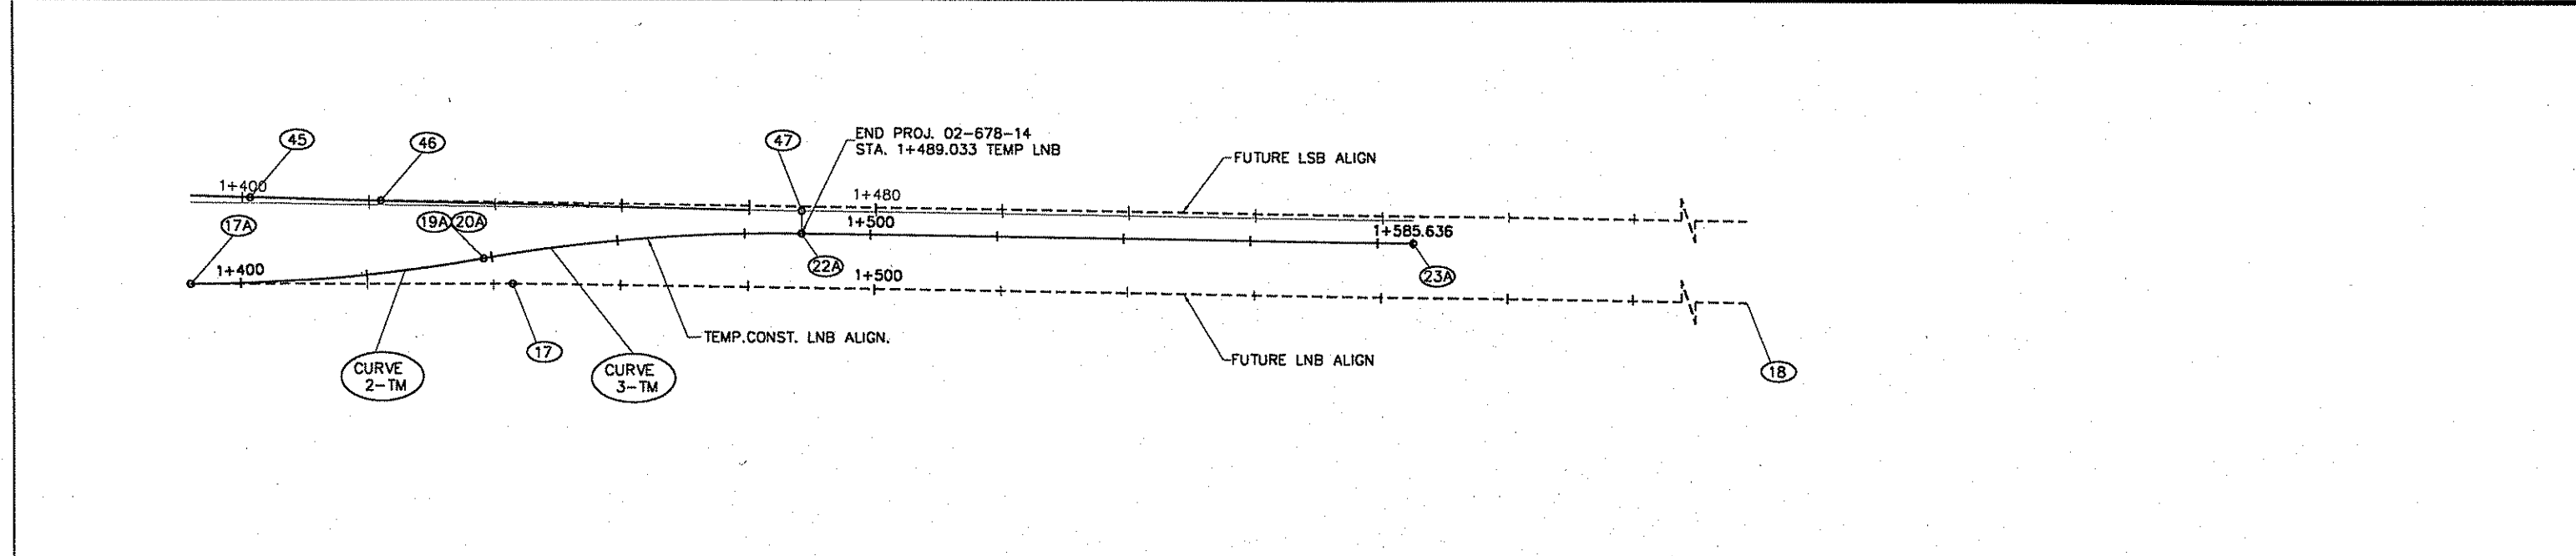 45
46
47
END PROJ. 02-678-14
STA. 1+489.033 TEMP LNB
FUTURE LSB ALIGN
1+400
1+480
17A
19A
20A
1+500
1+585.636
1+400
22A
1+500
23A
TEMP.CONST. LNB ALIGN.
17
CURVE
2-TM
CURVE
3-TM
FUTURE LNB ALIGN
18